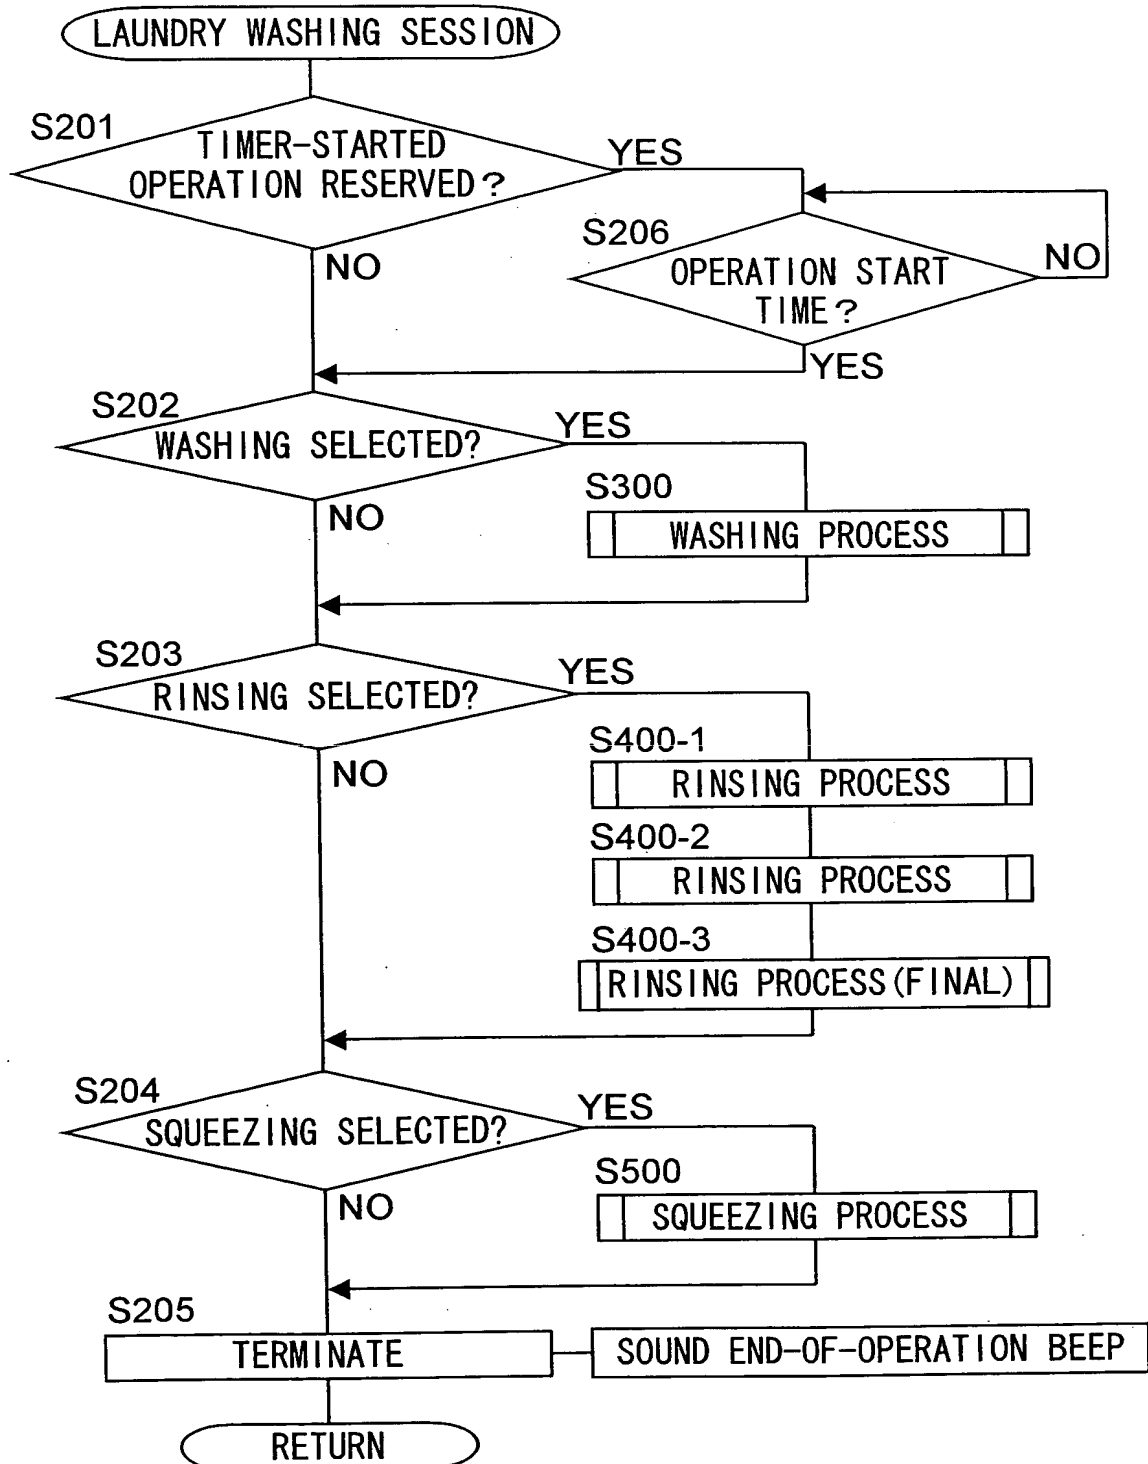 LAUNDRY WASHING SESSION
S201
TIMER-STARTED
OPERATION RESERVED?
YES
NO
S206
OPERATION START
TIME?
NO
YES
S202
WASHING SELECTED?
YES
NO
S300
WASHING PROCESS
S203
RINSING SELECTED?
YES
NO
S400-1
RINSING PROCESS
S400-2
RINSING PROCESS
S400-3
RINSING PROCESS(FINAL)
S204
SQUEEZING SELECTED?
YES
NO
S500
SQUEEZING PROCESS
S205
TERMINATE
SOUND END-OF-OPERATION BEEP
RETURN